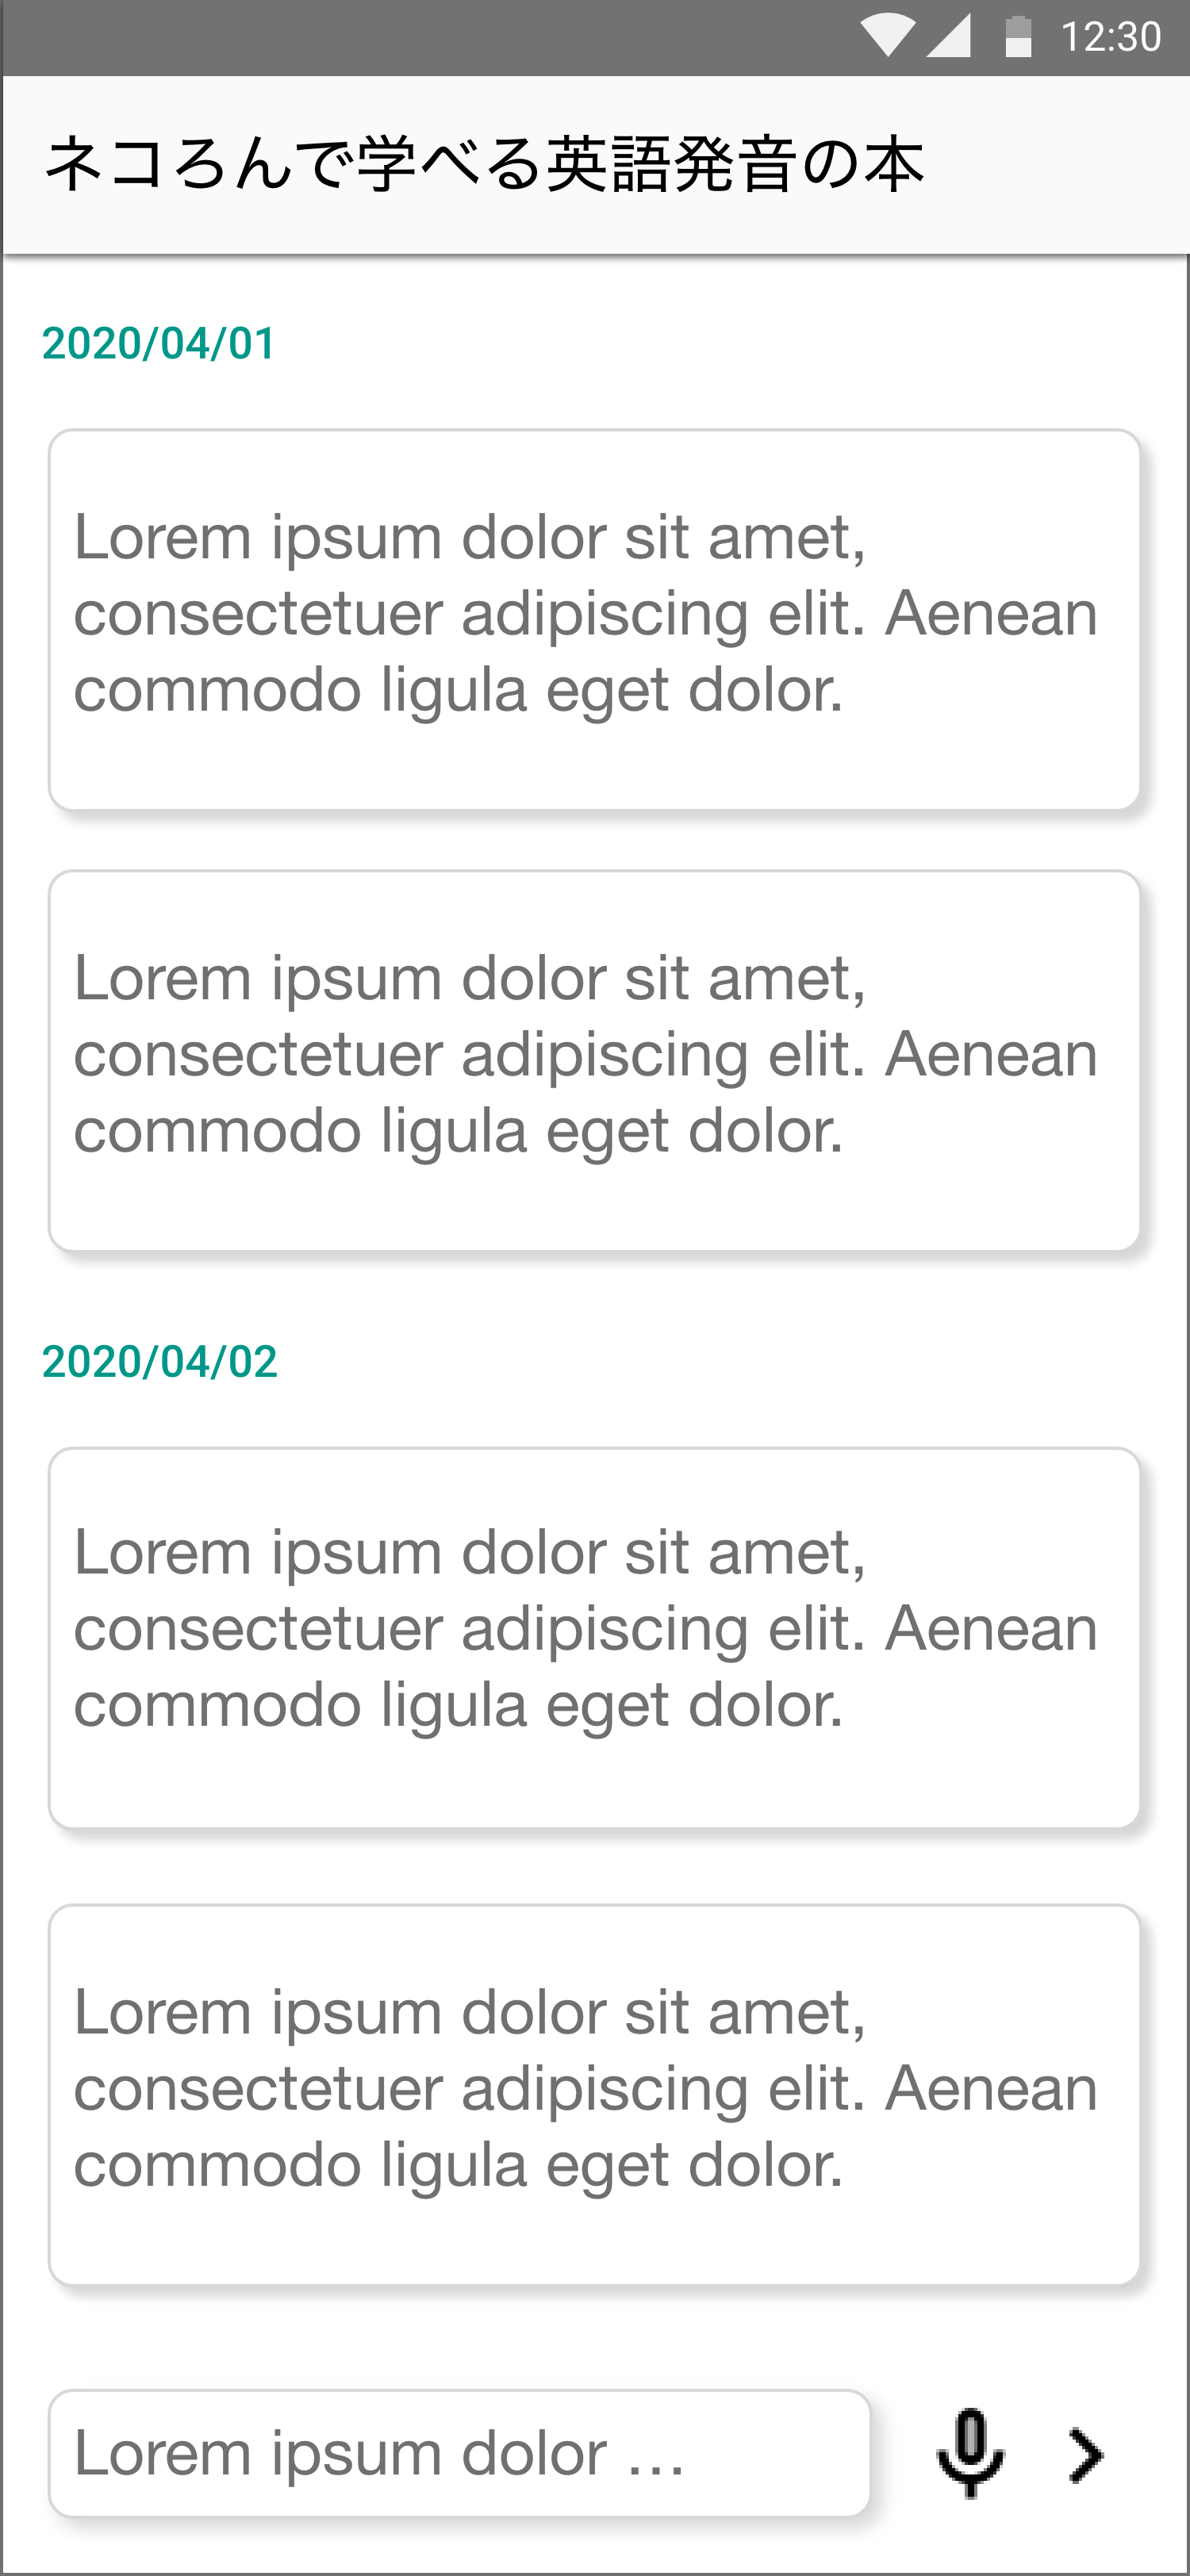 12:30
ネコろんで学べる英語発音の本
2020/04/01
Lorem ipsum dolor sit amet,
consectetuer adipiscing elit. Aenean
commodo ligula eget dolor.
Lorem ipsum dolor sit amet,
consectetuer adipiscing elit. Aenean
commodo ligula eget dolor.
2020/04/02
Lorem ipsum dolor sit amet,
consectetuer adipiscing elit. Aenean
commodo ligula eget dolor.
Lorem ipsum dolor sit amet,
consectetuer adipiscing elit. Aenean
commodo ligula eget dolor.
Lorem ipsum dolor …